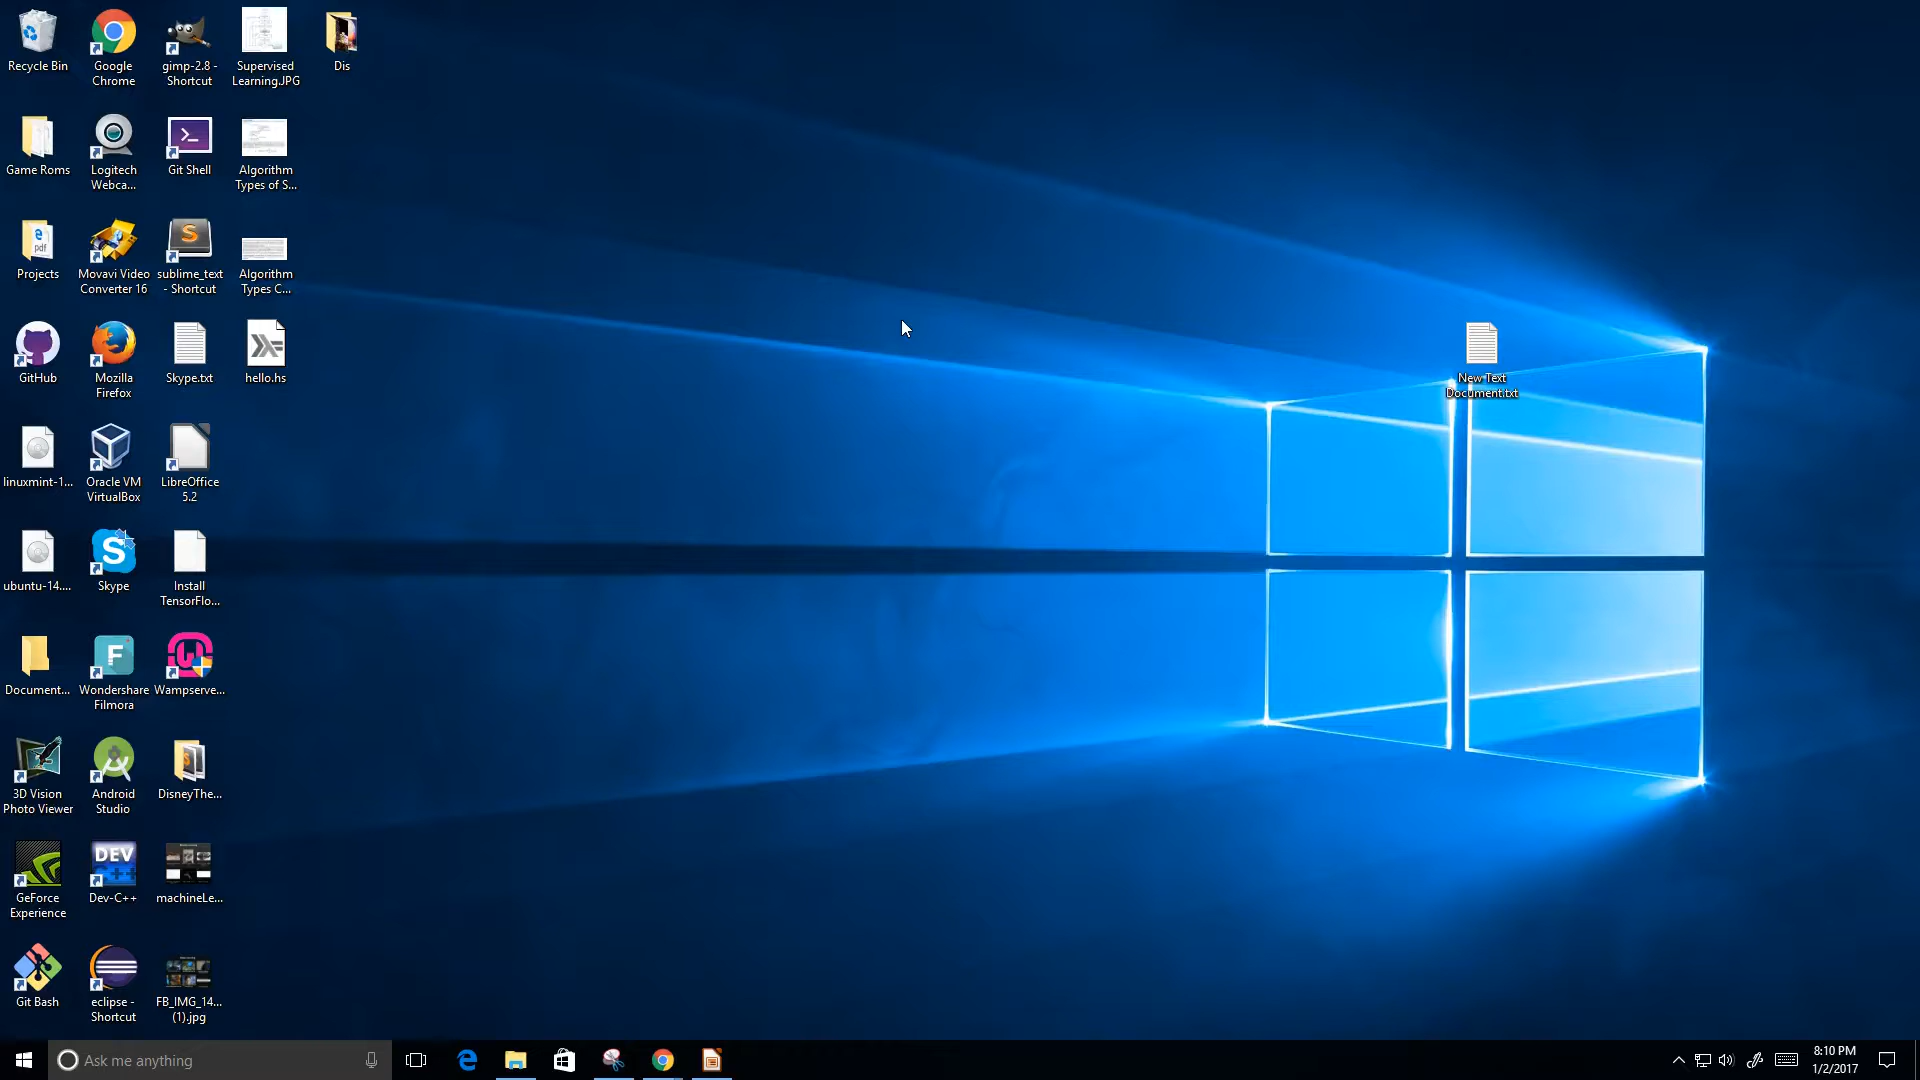 Recycle Bin
Google
Chrome
gimp-2.8 -
Shortcut
Supervised
Learning.JPG
Dis
Game Roms
Logitech
Webca...
Git Shell
Algorithm
Types of S...
pdf
Projects
Movavi Video
Converter 16
sublime_text
- Shortcut
Algorithm
Types C...
GitHub
Mozilla
Firefox
Skype.txt
hello.hs
New Text
Document.txt
linuxmint-1...
Oracle VM
VirtualBox
LibreOffice
5.2
ubuntu-14....
Skype
Install
TensorFlo...
Document...
Wondershare
Filmora
Wampserve...
3D Vision
Photo Viewer
Android
Studio
DisneyThe...
GeForce
Experience
DEV
C++
Dev-C++
machineLe...
Git Bash
eclipse -
Shortcut
FB_IMG_14...
(1).jpg
Ask me anything
8:10 PM
1/2/2017